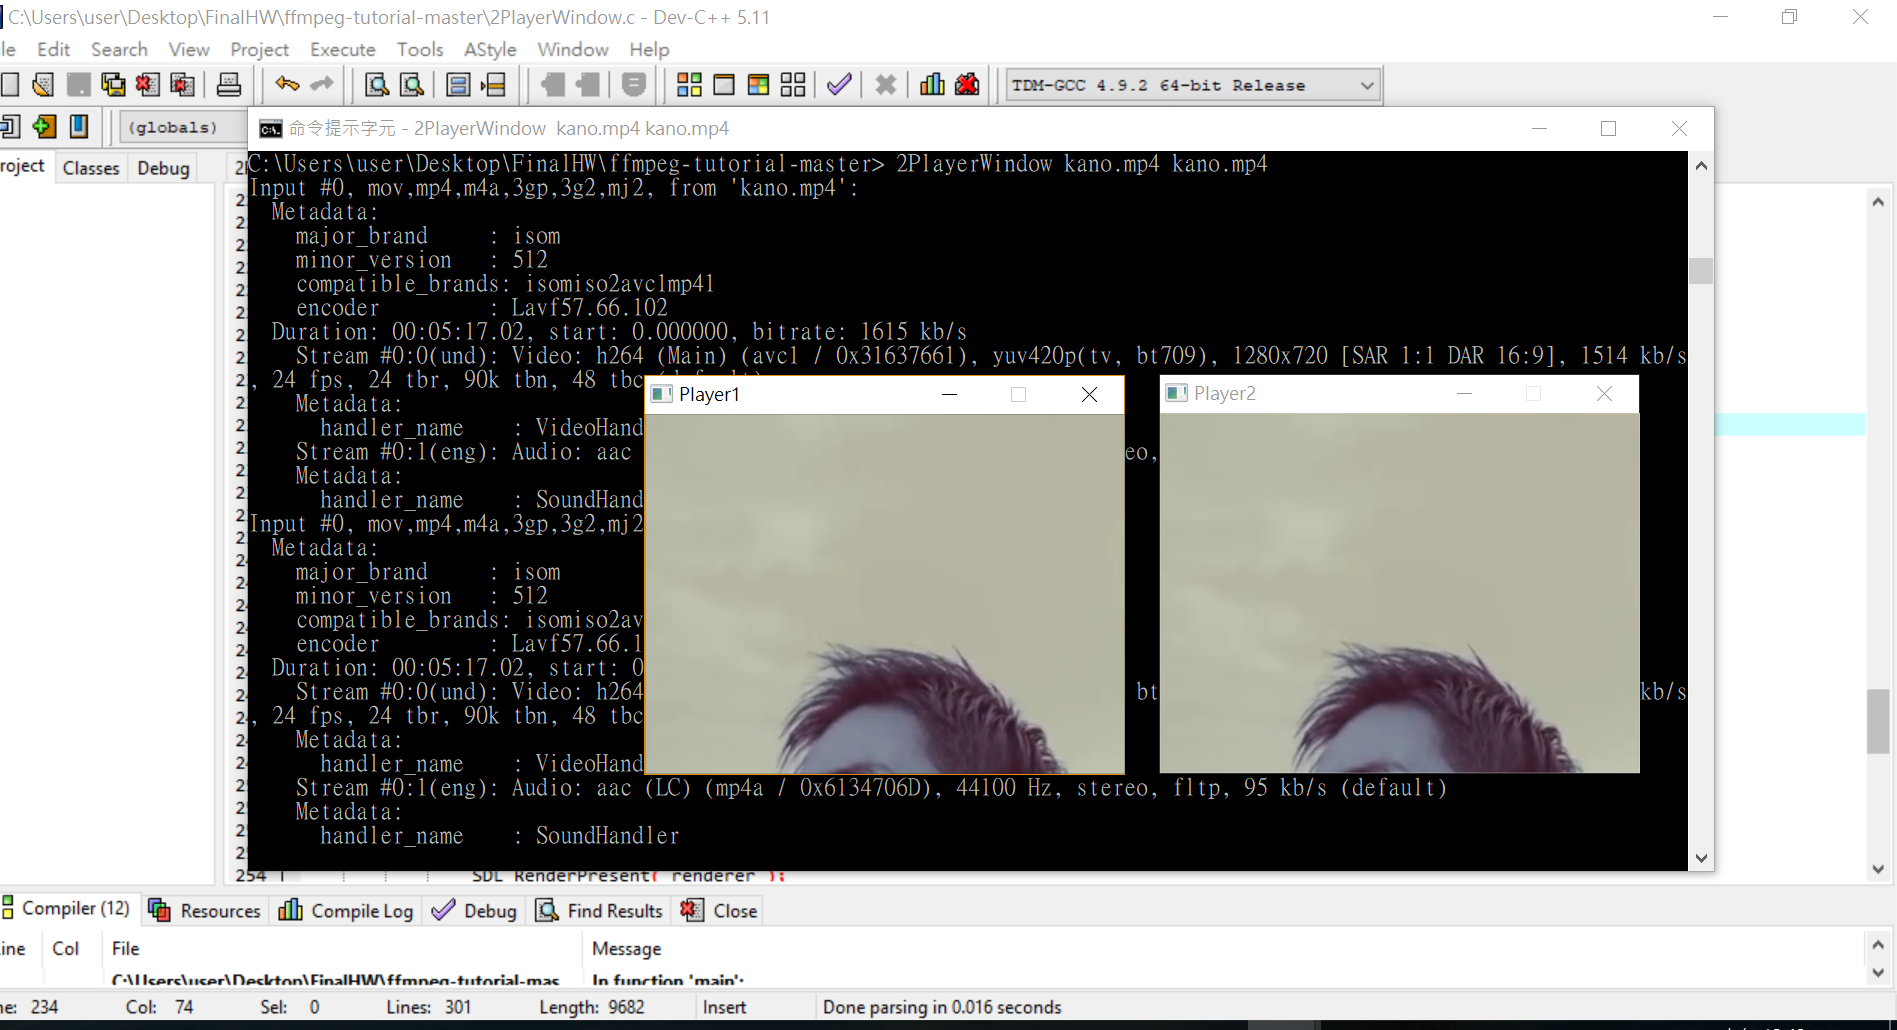 C:\Users\user\Desktop\FinalHW\ffmpeg-tutorial-master\2PlayerWindow.c - Dev-C++ 5.11
le Edit Search View Project Execute Tools AStyle Window Help
TDM-GCC 4.9.2 64-bit Release
(globals)
命令提示字元 - 2PlayerWindow kano.mp4 kano.mp4
roject Classes Debug
C:\Users\user\Desktop\FinalHW\ffmpeg-tutorial-master> 2PlayerWindow kano.mp4 kano.mp4
Input #0, mov,mp4,m4a,3gp,3g2,mj2, from 'kano.mp4':
Metadata:
major_brand : isom
minor_version : 512
compatible_brands: isomiso2avc1mp41
encoder : Lavf57.66.102
Duration: 00:05:17.02, start: 0.000000, bitrate: 1615 kb/s
Stream #0:0(und): Video: h264 (Main) (avc1 / 0x31637661), yuv420p(tv, bt709), 1280x720 [SAR 1:1 DAR 16:9], 1514 kb/s
, 24 fps, 24 tbr, 90k tbn, 48 tbc
Player1
Player2
Metadata:
handler_name : VideoHand
Stream #0:1(eng): Audio: aac eo,
Metadata:
handler_name : SoundHand
Input #0, mov,mp4,m4a,3gp,3g2,mj2
Metadata:
major_brand : isom
minor_version : 512
compatible_brands: isomiso2av
encoder : Lavf57.66.1
Duration: 00:05:17.02, start: 0
Stream #0:0(und): Video: h264 bt kb/s
, 24 fps, 24 tbr, 90k tbn, 48 tbc
Metadata:
handler_name : VideoHand
Stream #0:1(eng): Audio: aac (LC) (mp4a / 0x6134706D), 44100 Hz, stereo, fltp, 95 kb/s (default)
Metadata:
handler_name : SoundHandler
254 SDL_RenderPresent( renderer );
Compiler (12) Resources Compile Log Debug Find Results Close
ine Col File Message
C:\Users\user\Desktop\FinalHW\ffmpeg-tutorial-mas In function 'main':
ne: 234 Col: 74 Sel: 0 Lines: 301 Length: 9682 Insert Done parsing in 0.016 seconds